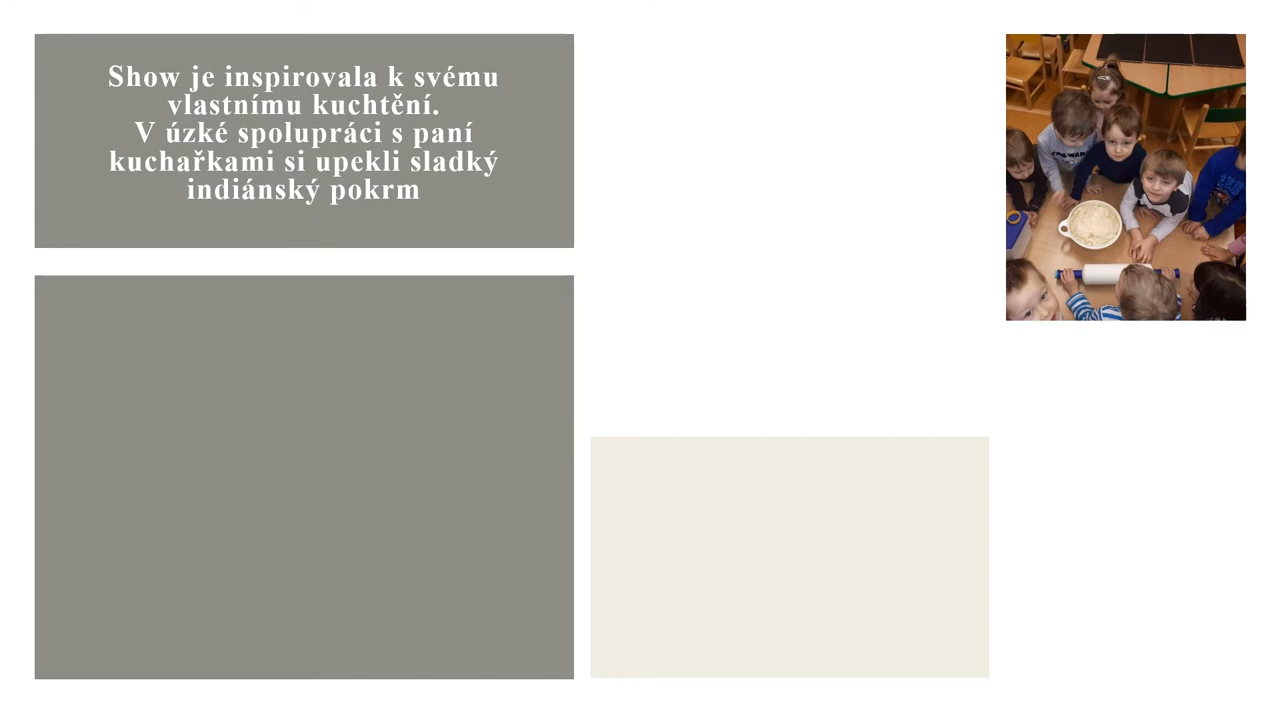 Show je inspirovala k svému
vlastnímu kuchtění.
V úzké spolupráci s paní
kuchařkami si upekli sladký
indiánský pokrm